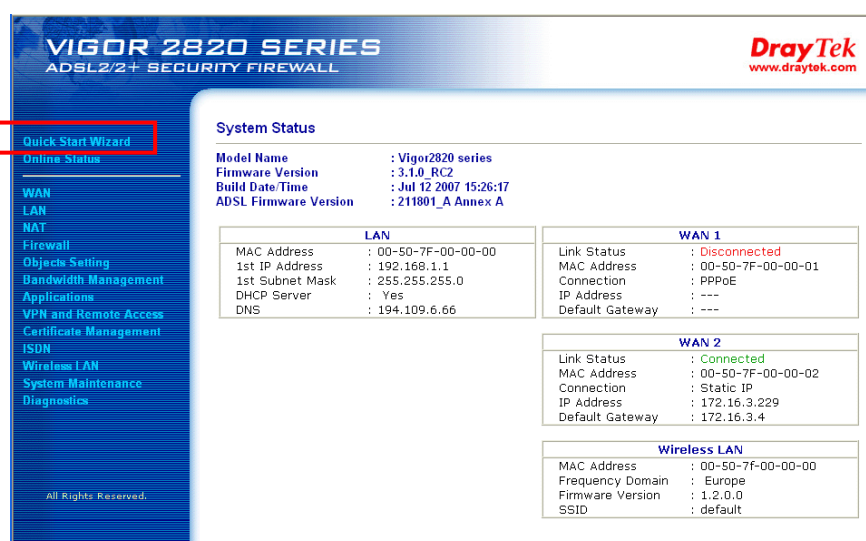 VIGOR 2820 SERIES
ADSL2/2+ SECURITY FIREWALL
DrayTek
www.draytek.com
Quick Start Wizard
Online Status
WAN
LAN
NAT
Firewall
Objects Setting
Bandwidth Management
Applications
VPN and Remote Access
Certificate Management
ISDN
Wireless LAN
System Maintenance
Diagnostics
All Rights Reserved.
System Status
Model Name : Vigor2820 series
Firmware Version : 3.1.0_RC2
Build Date/Time : Jul 12 2007 15:26:17
ADSL Firmware Version : 211801_A Annex A
LAN
MAC Address : 00-50-7F-00-00-00
1st IP Address : 192.168.1.1
1st Subnet Mask : 255.255.255.0
DHCP Server : Yes
DNS : 194.109.6.66
WAN 1
Link Status : Disconnected
MAC Address : 00-50-7F-00-00-01
Connection : PPPoE
IP Address : ---
Default Gateway : ---
WAN 2
Link Status : Connected
MAC Address : 00-50-7F-00-00-02
Connection : Static IP
IP Address : 172.16.3.229
Default Gateway : 172.16.3.4
Wireless LAN
MAC Address : 00-50-7f-00-00-00
Frequency Domain : Europe
Firmware Version : 1.2.0.0
SSID : default